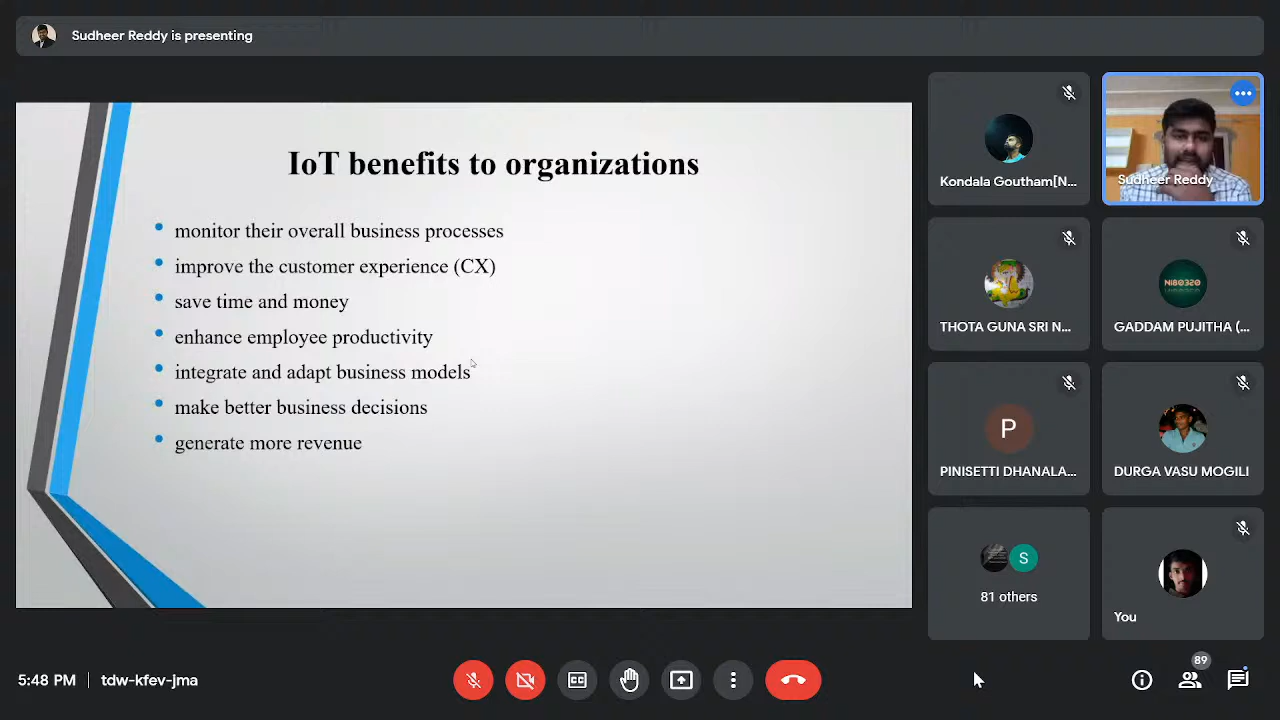 Sudheer Reddy is presenting
IoT benefits to organizations
monitor their overall business processes
improve the customer experience (CX)
save time and money
enhance employee productivity
integrate and adapt business models
make better business decisions
generate more revenue
Kondala Goutham[N...
Sudheer Reddy
THOTA GUNA SRI N...
NI80320
GADDAM PUJITHA (...
P
PINISETTI DHANALA...
DURGA VASU MOGILI
S
81 others
You
5:48 PM | tdw-kfev-jma
CC
89